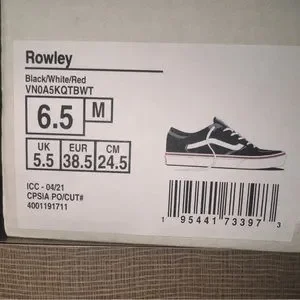 Rowley
Black/White/Red
VN0A5KQTBWT
6.5 M
UK EUR CM
5.5 38.5 24.5
ICC - 04/21
CPSIA PO/CUT#
4001191711
1 95441 73397 3